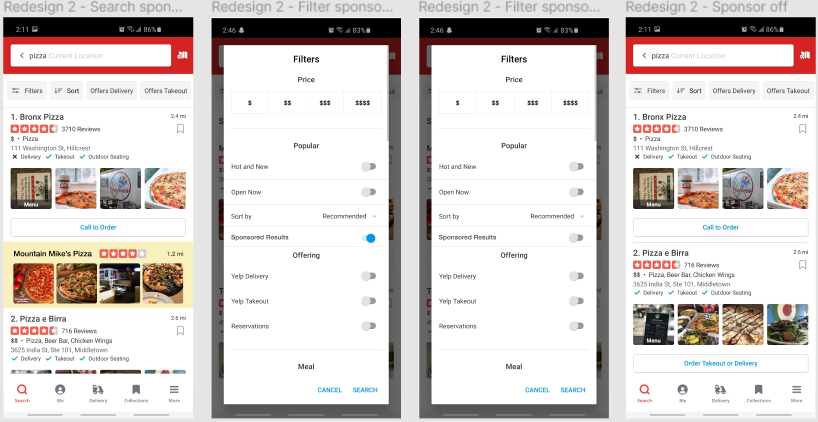 Redesign 2 - Search spon...
2:11 86%
pizza Current Location
Filters Sort Offers Delivery Offers Takeout
1. Bronx Pizza 2.4 mi
3710 Reviews
$ • Pizza
111 Washington St, Hillcrest
Delivery Takeout Outdoor Seating
Menu
Call to Order
Mountain Mike's Pizza 1.2 mi
2. Pizza e Birra 2.6 mi
716 Reviews
$$ • Pizza, Beer Bar, Chicken Wings
3625 India St, Ste 101, Middletown
Delivery Takeout Outdoor Seating
Search Me Delivery Collections More
Redesign 2 - Filter sponso...
2:46 83%
Filters
Price
$ $$ $$$ $$$$
Popular
Hot and New
Open Now
Sort by Recommended
Sponsored Results
Offering
Yelp Delivery
Yelp Takeout
Reservations
Meal
CANCEL SEARCH
Redesign 2 - Filter sponso...
2:46 83%
Filters
Price
$ $$ $$$ $$$$
Popular
Hot and New
Open Now
Sort by Recommended
Sponsored Results
Offering
Yelp Delivery
Yelp Takeout
Reservations
Meal
CANCEL SEARCH
Redesign 2 - Sponsor off
2:11 86%
pizza Current Location
Filters Sort Offers Delivery Offers Takeout
1. Bronx Pizza 2.4 mi
3710 Reviews
$ • Pizza
111 Washington St, Hillcrest
Delivery Takeout Outdoor Seating
Menu
Call to Order
2. Pizza e Birra 2.6 mi
716 Reviews
$$ • Pizza, Beer Bar, Chicken Wings
3625 India St, Ste 101, Middletown
Delivery Takeout Outdoor Seating
Menu
Order Takeout or Delivery
Search Me Delivery Collections More